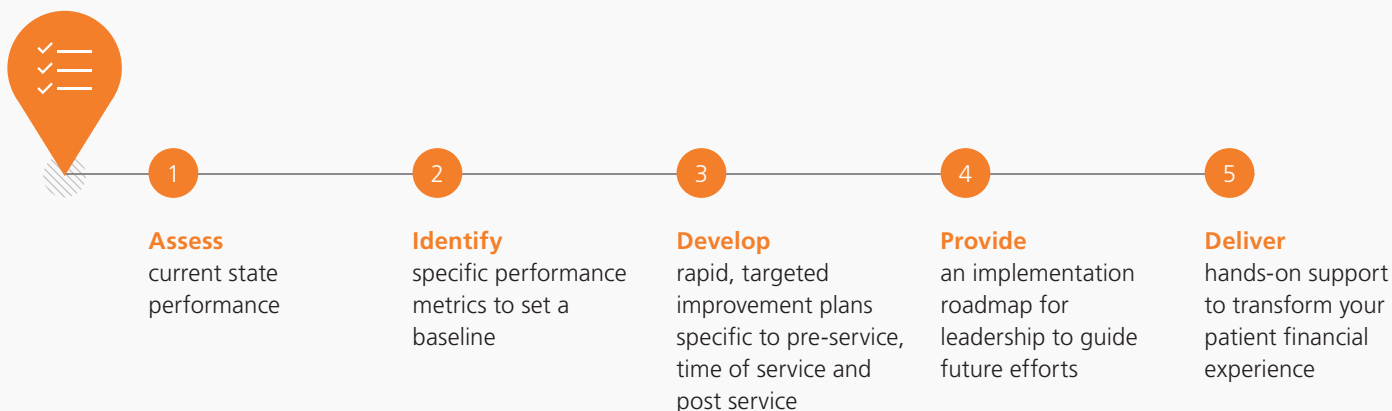 1
Assess
current state
performance
2
Identify
specific performance
metrics to set a
baseline
3
Develop
rapid, targeted
improvement plans
specific to pre-service,
time of service and
post service
4
Provide
an implementation
roadmap for
leadership to guide
future efforts
5
Deliver
hands-on support
to transform your
patient financial
experience